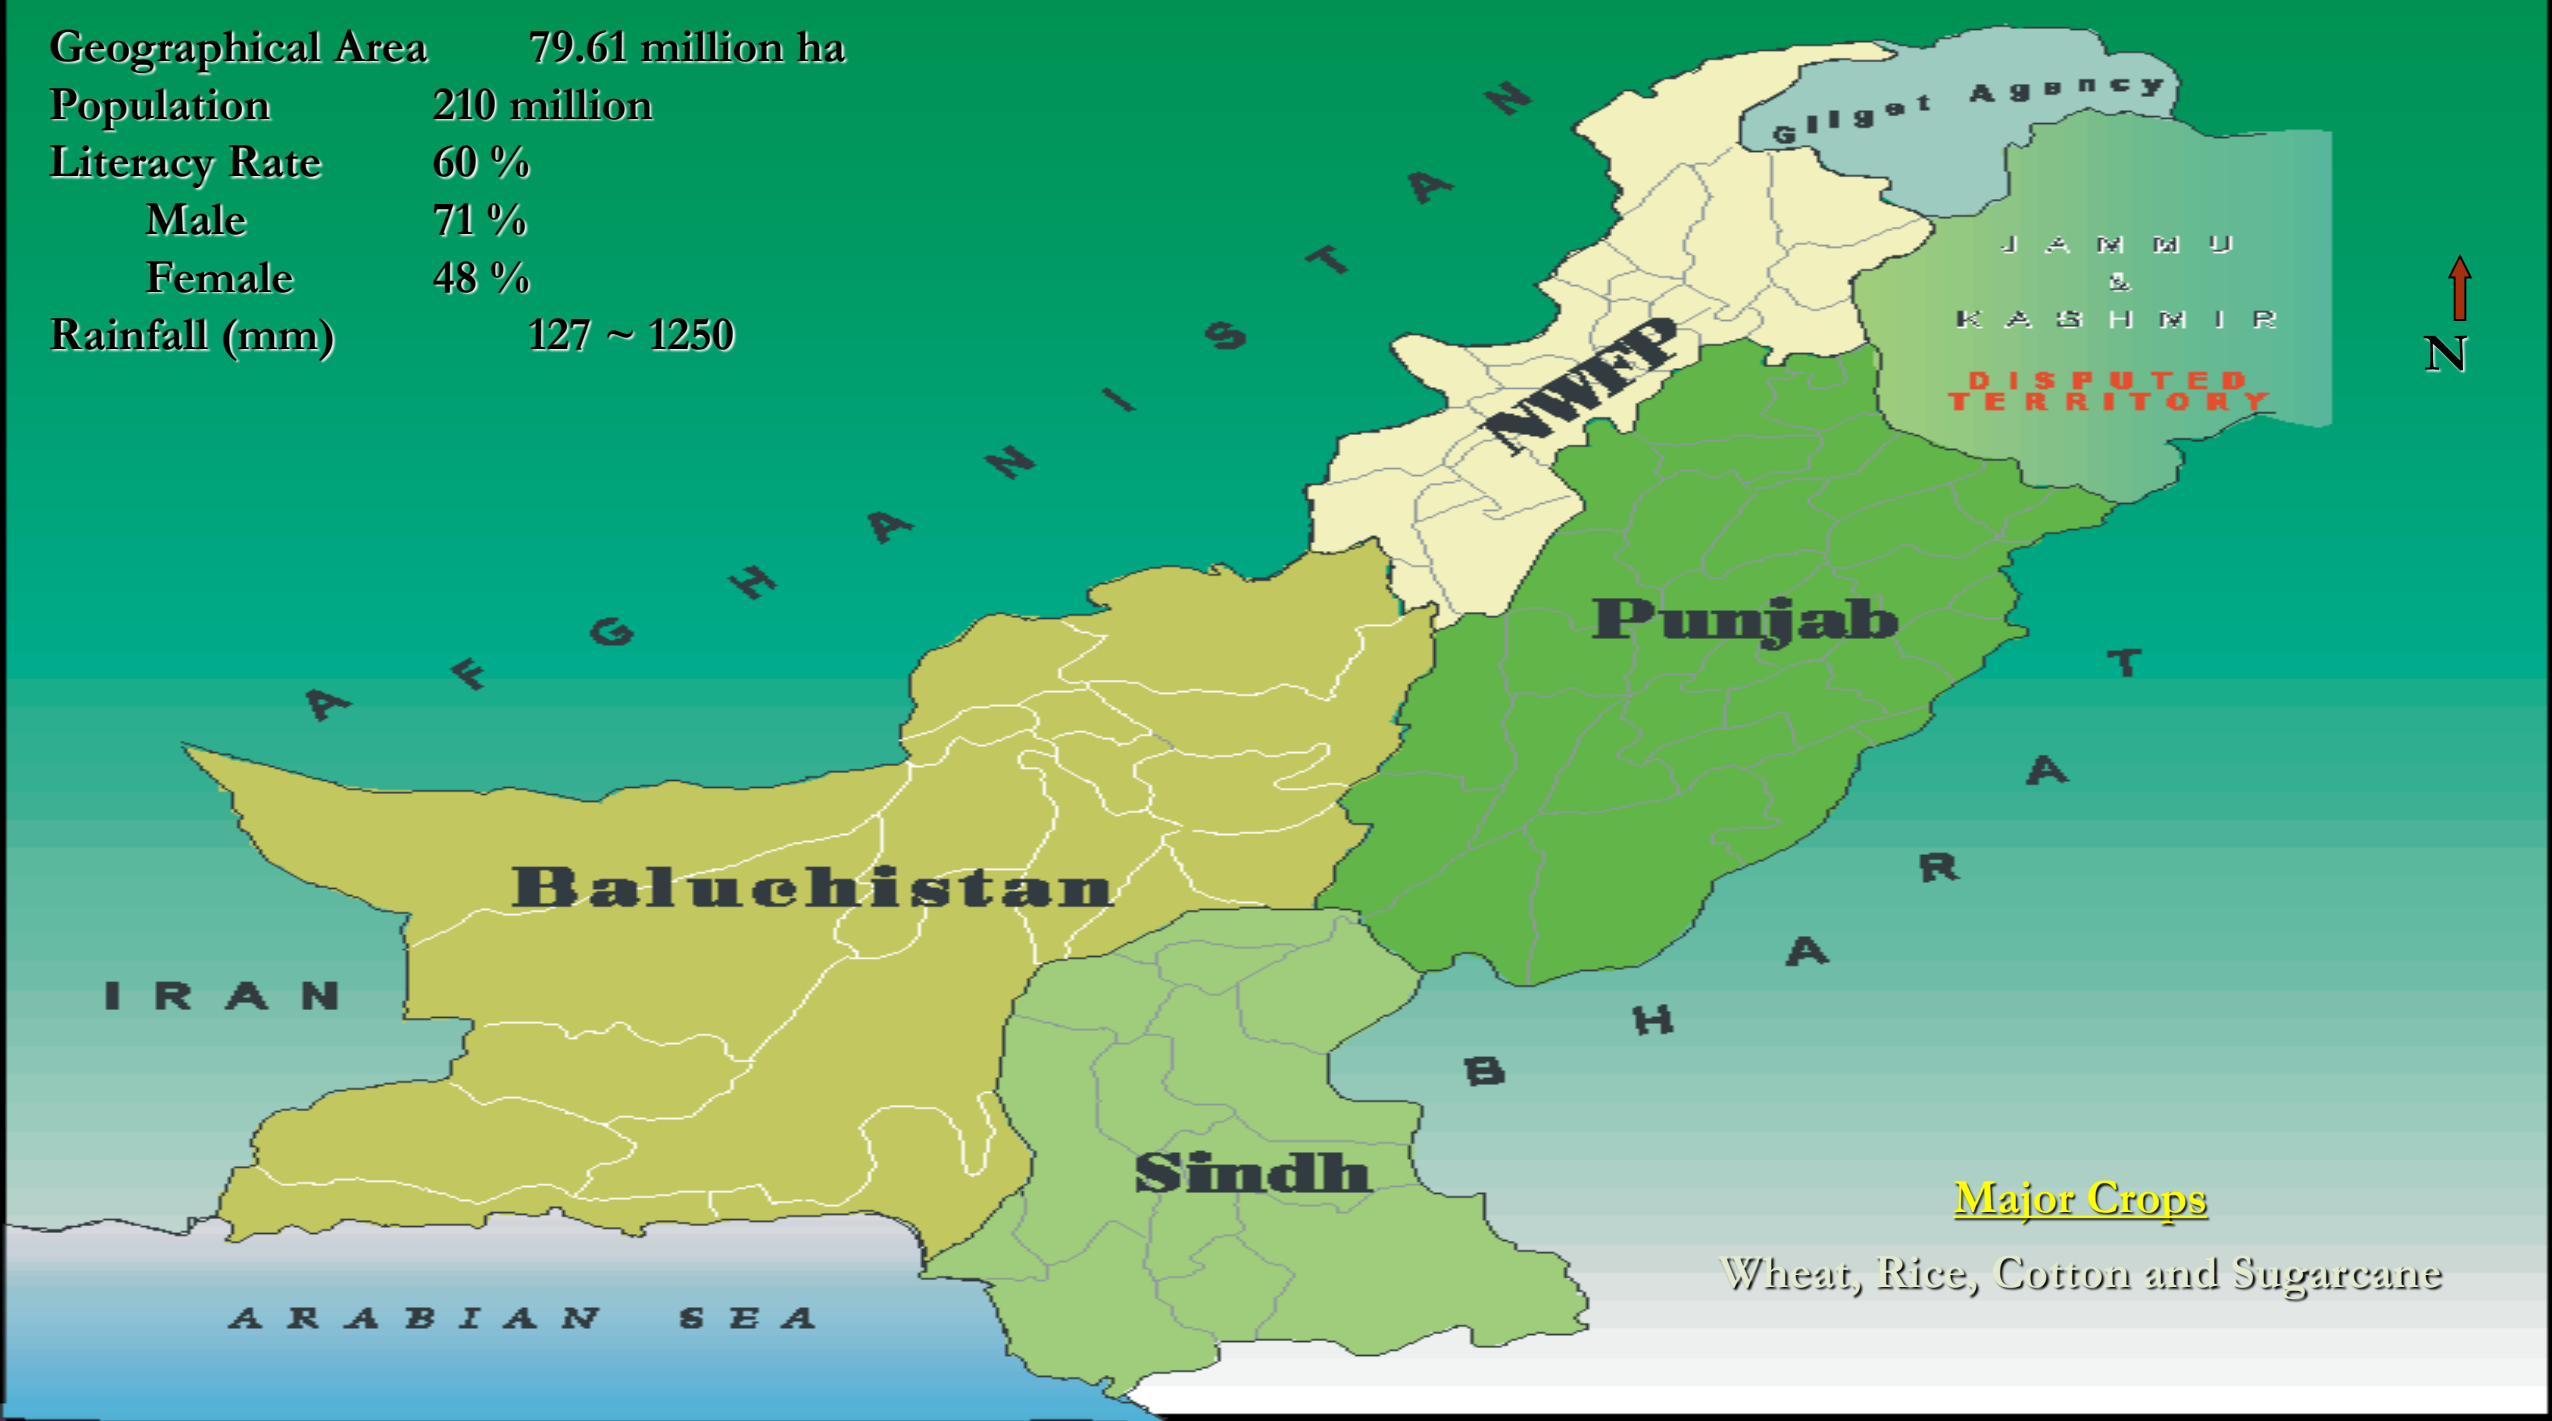 Geographical Area 79.61 million ha
Population 210 million
Literacy Rate 60 %
Male 71 %
Female 48 %
Rainfall (mm) 127 ~ 1250
Gilget Agency
JAMMU
&
KASHMIR
DISPUTED
TERRITORY
N
AFGHANISTAN
NWFP
Punjab
Baluchistan
IRAN
BHARAT
Sindh
Major Crops
Wheat, Rice, Cotton and Sugarcane
ARABIAN SEA